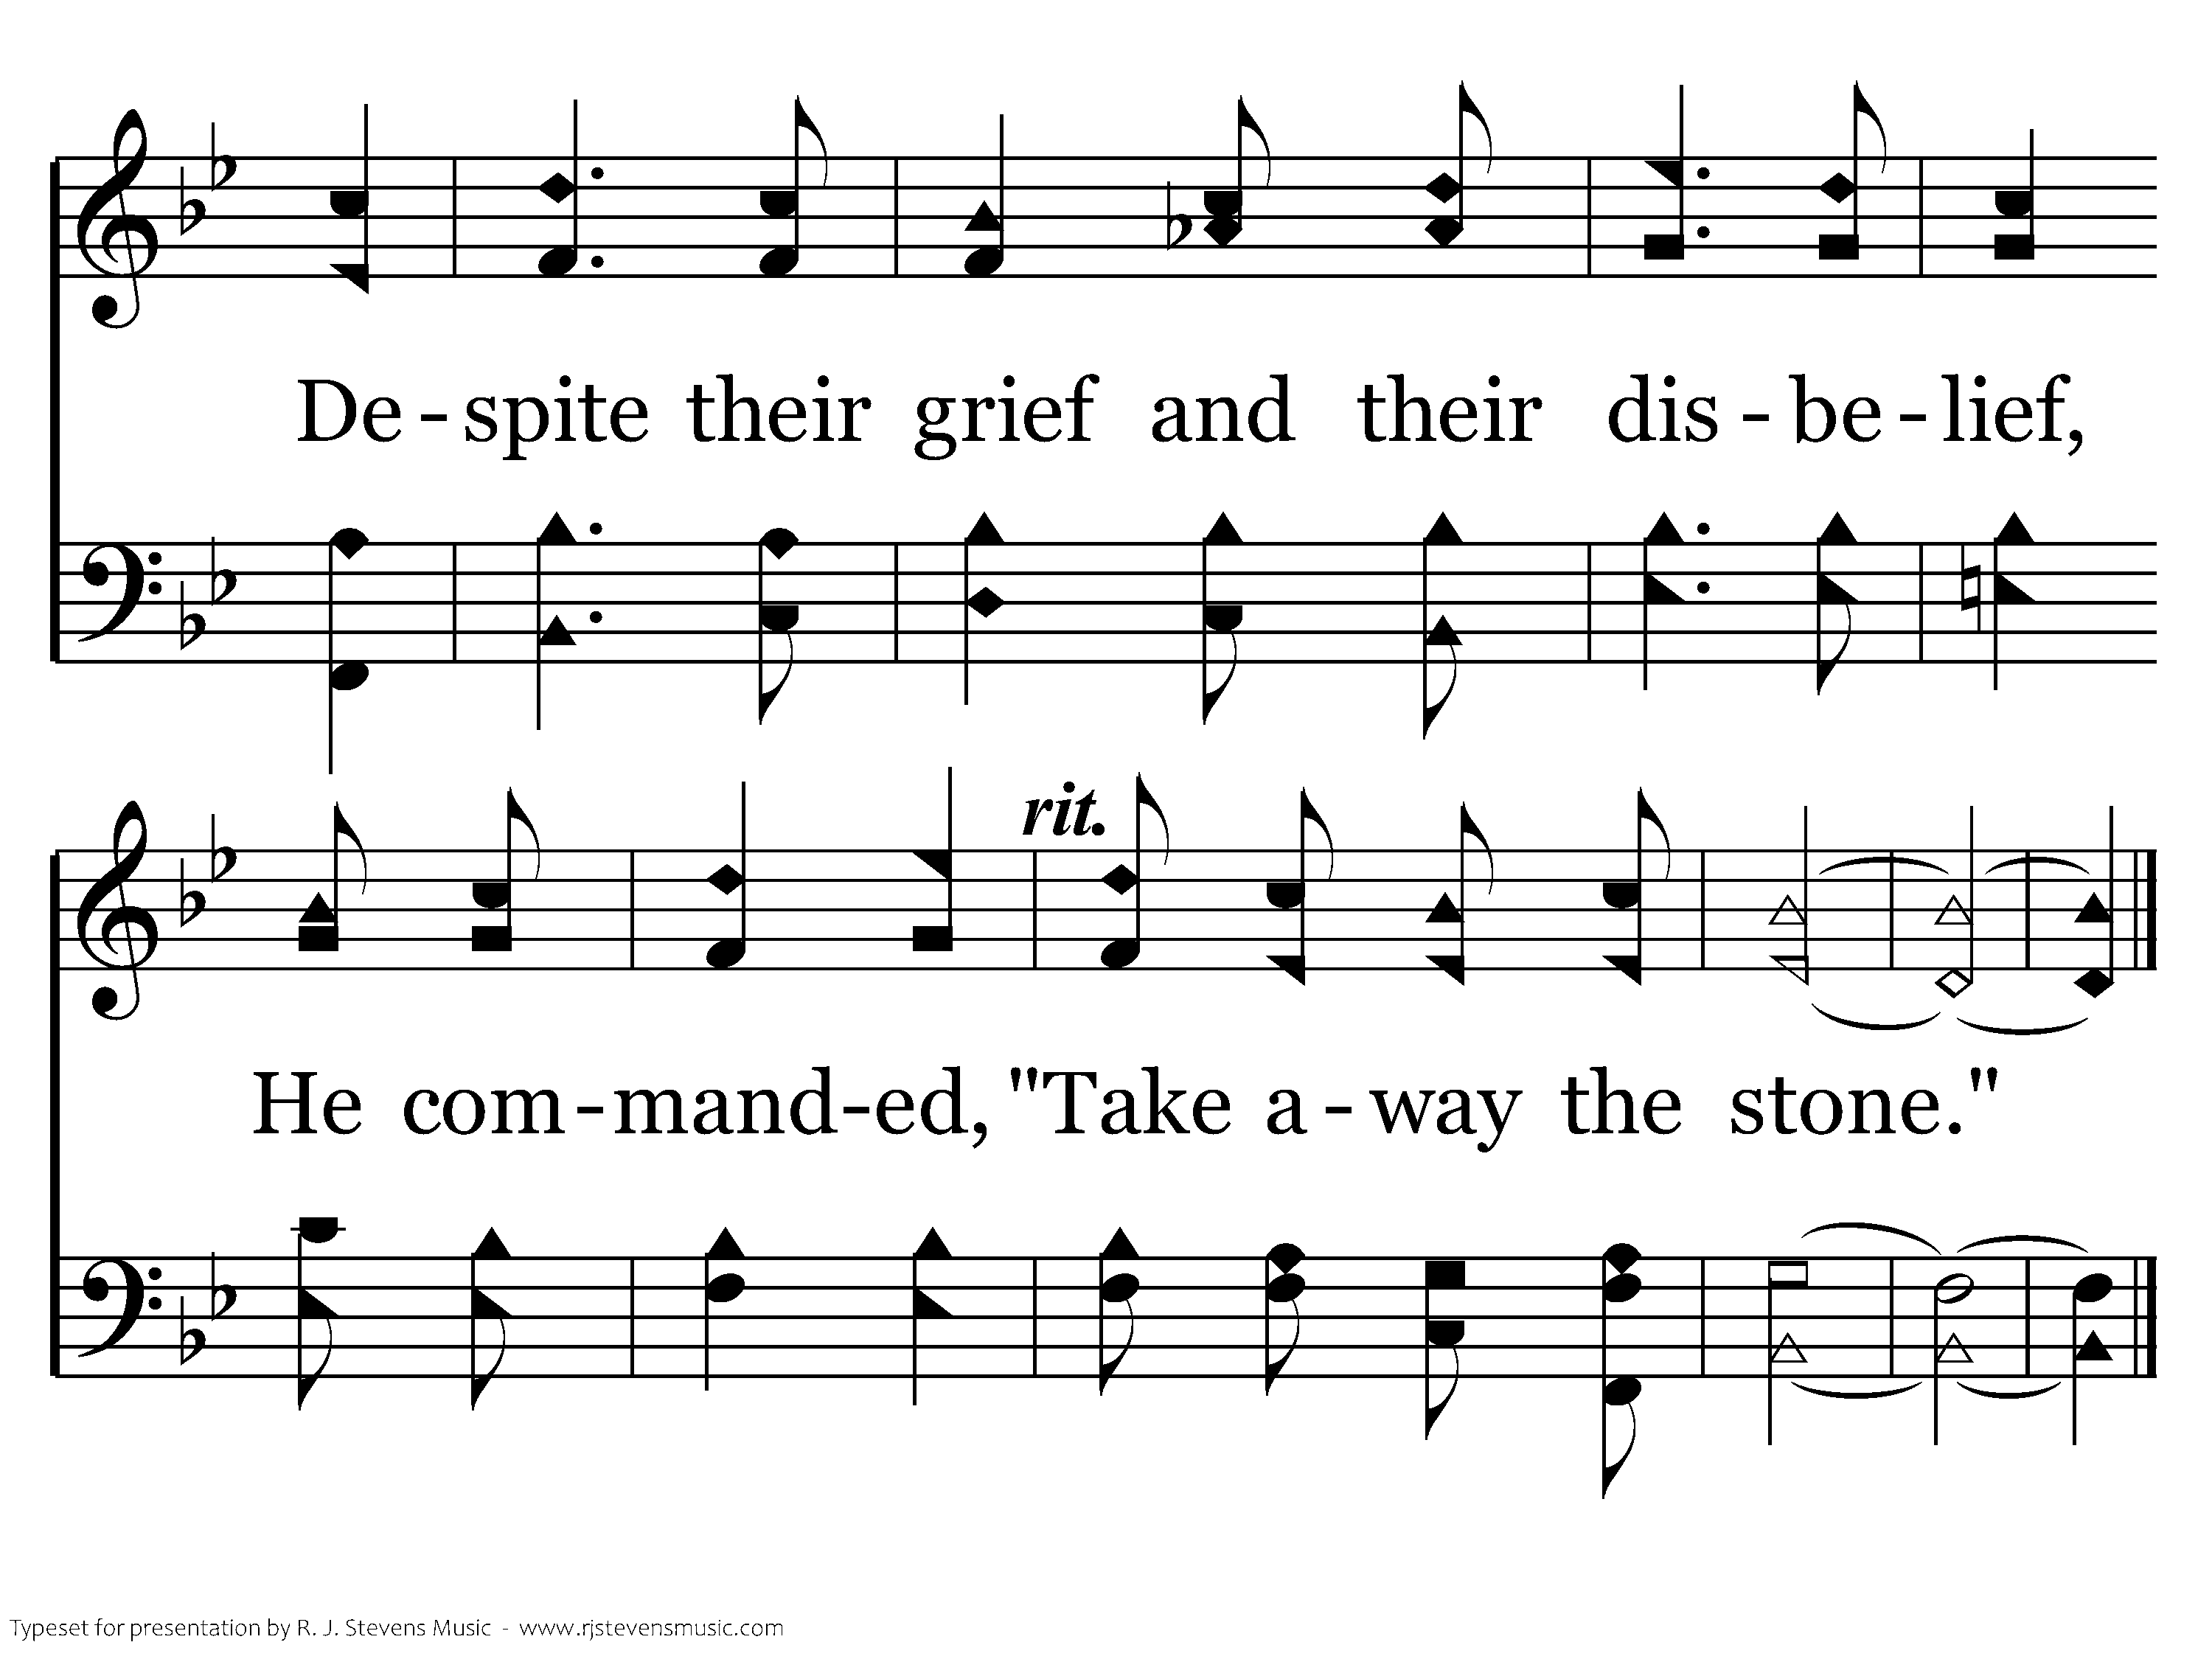 De - spite their grief and their dis - be - lief,
rit.
He com - mand-ed, "Take a - way the stone."
Typeset for presentation by R. J. Stevens Music - www.rjstevensmusic.com